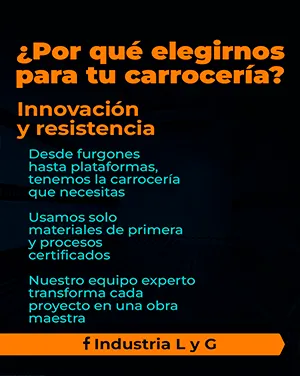 ¿Por qué elegirnos
para tu carrocería?
Innovación
y resistencia
Desde furgones
hasta plataformas,
tenemos la carrocería
que necesitas
Usamos solo
materiales de primera
y procesos
certificados
Nuestro equipo experto
transforma cada
proyecto en una obra
maestra
f Industria L y G